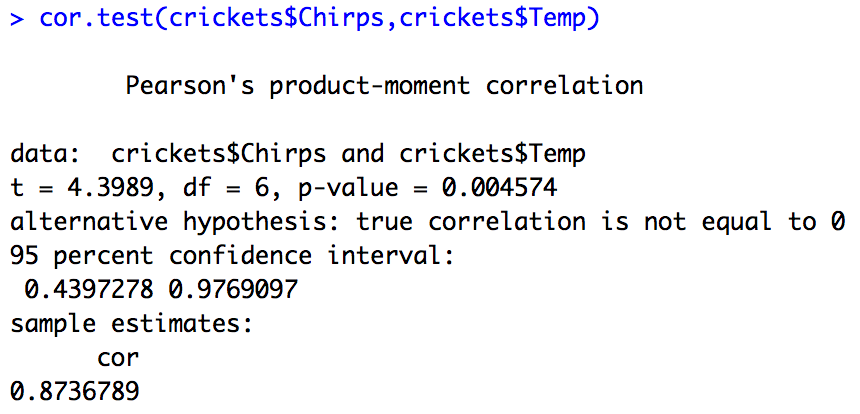 > cor.test(crickets$Chirps,crickets$Temp)
Pearson's product-moment correlation
data:  crickets$Chirps and crickets$Temp
t = 4.3989, df = 6, p-value = 0.004574
alternative hypothesis: true correlation is not equal to 0
95 percent confidence interval:
 0.4397278 0.9769097
sample estimates:
      cor
0.8736789